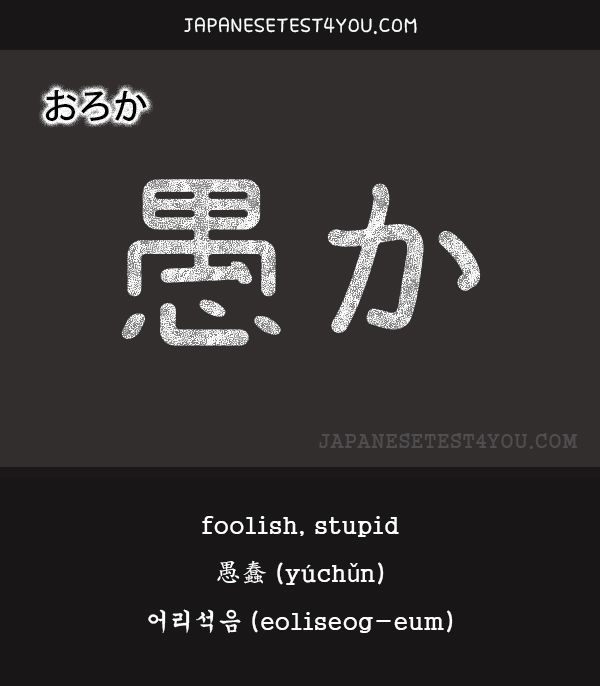 JAPANESETEST4YOU.COM
おろか
愚か
JAPANESETEST4YOU.COM
foolish, stupid
愚蠢 (yúchǔn)
어리석음 (eoliseog-eum)